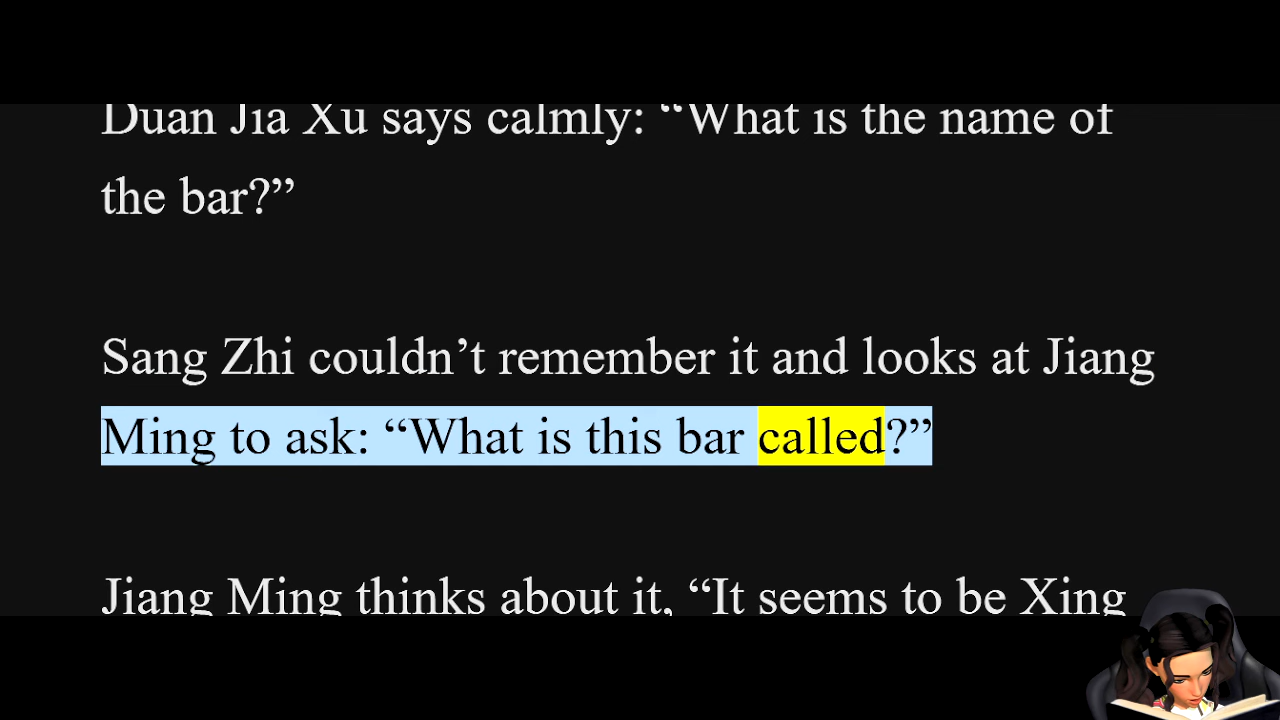 Duan Jia Xu says calmly: “What is the name of
the bar?”
Sang Zhi couldn’t remember it and looks at Jiang
Ming to ask: “What is this bar called?”
Jiang Ming thinks about it, “It seems to be Xing